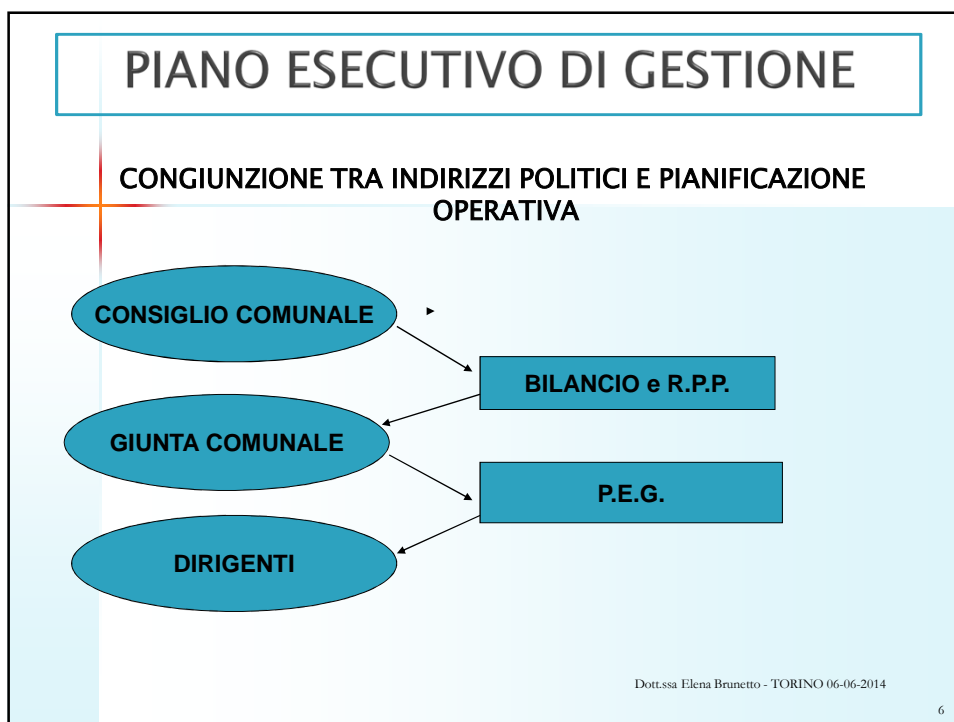 PIANO ESECUTIVO DI GESTIONE
CONGIUNZIONE TRA INDIRIZZI POLITICI E PIANIFICAZIONE
OPERATIVA
CONSIGLIO COMUNALE
BILANCIO e R.P.P.
GIUNTA COMUNALE
P.E.G.
DIRIGENTI
Dott.ssa Elena Brunetto - TORINO 06-06-2014
6